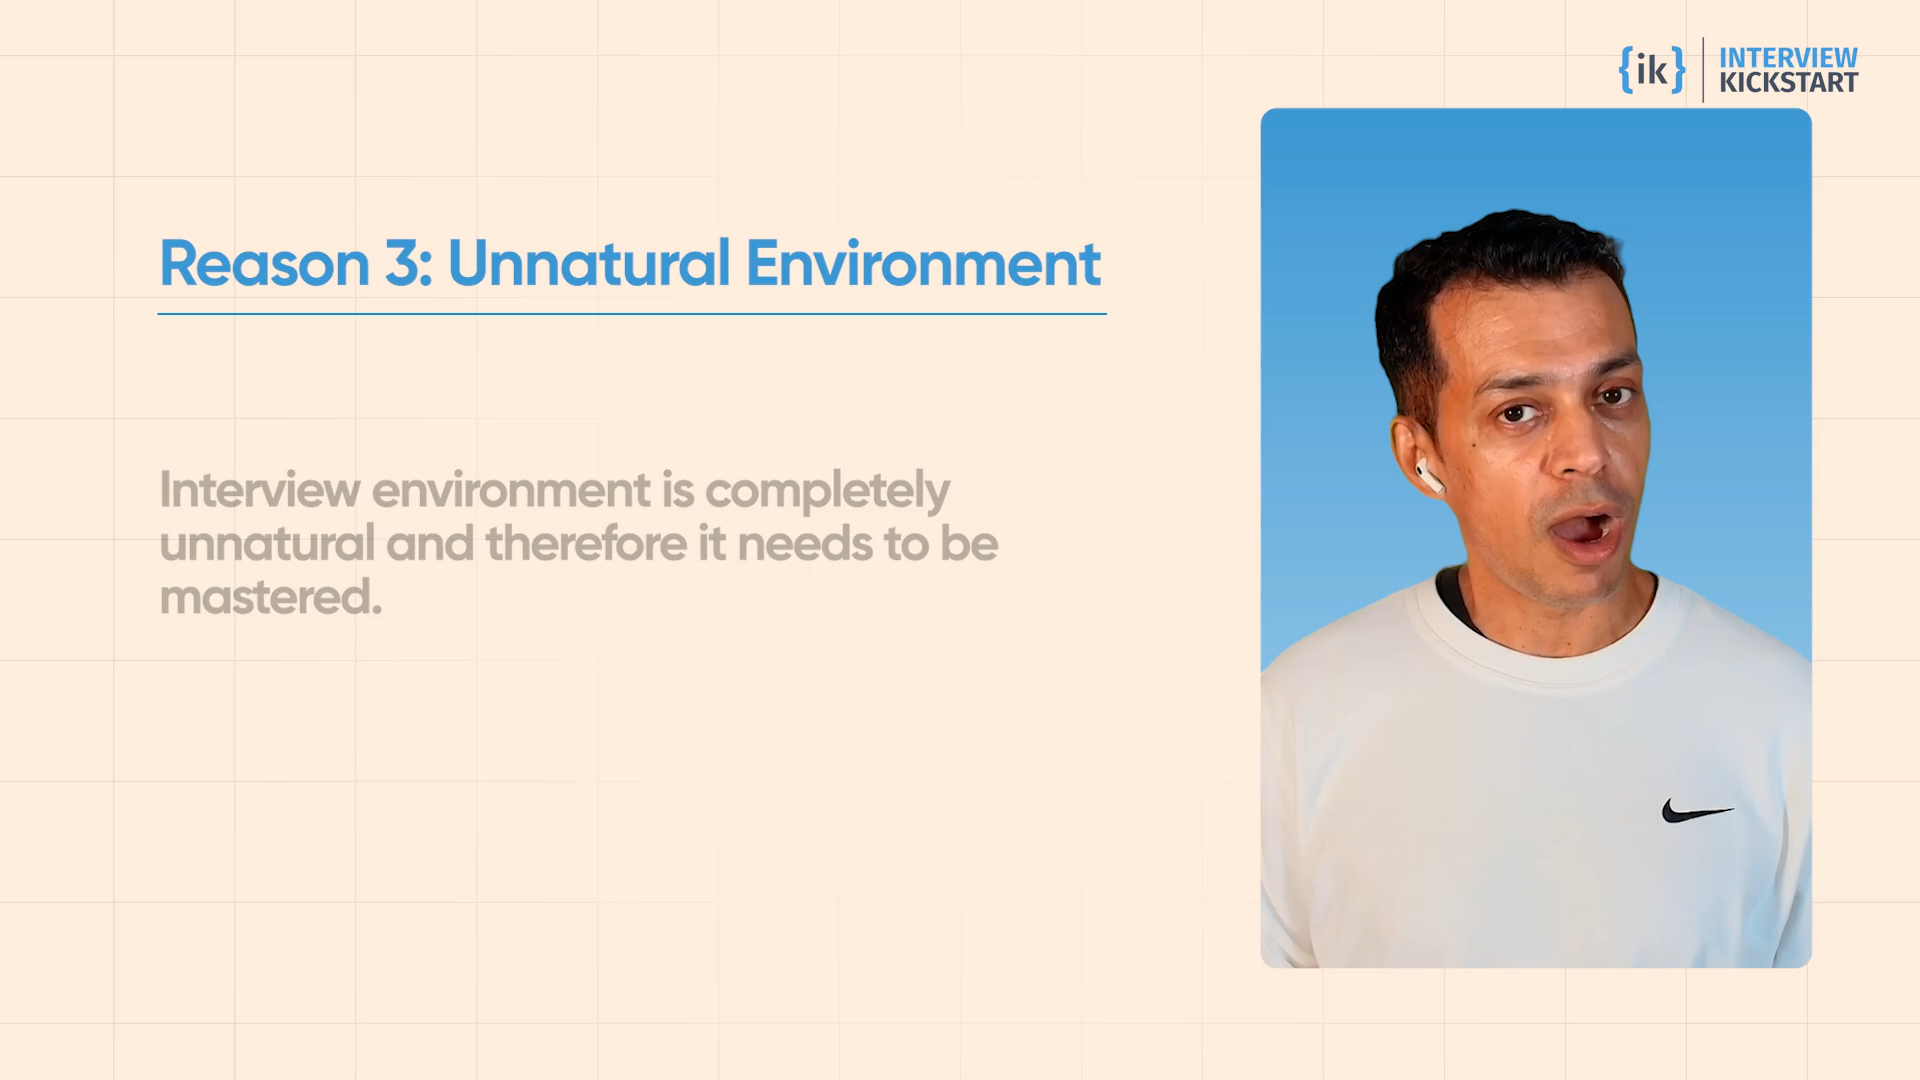 {ik} INTERVIEW
KICKSTART
Reason 3: Unnatural Environment
Interview environment is completely
unnatural and therefore it needs to be
mastered.